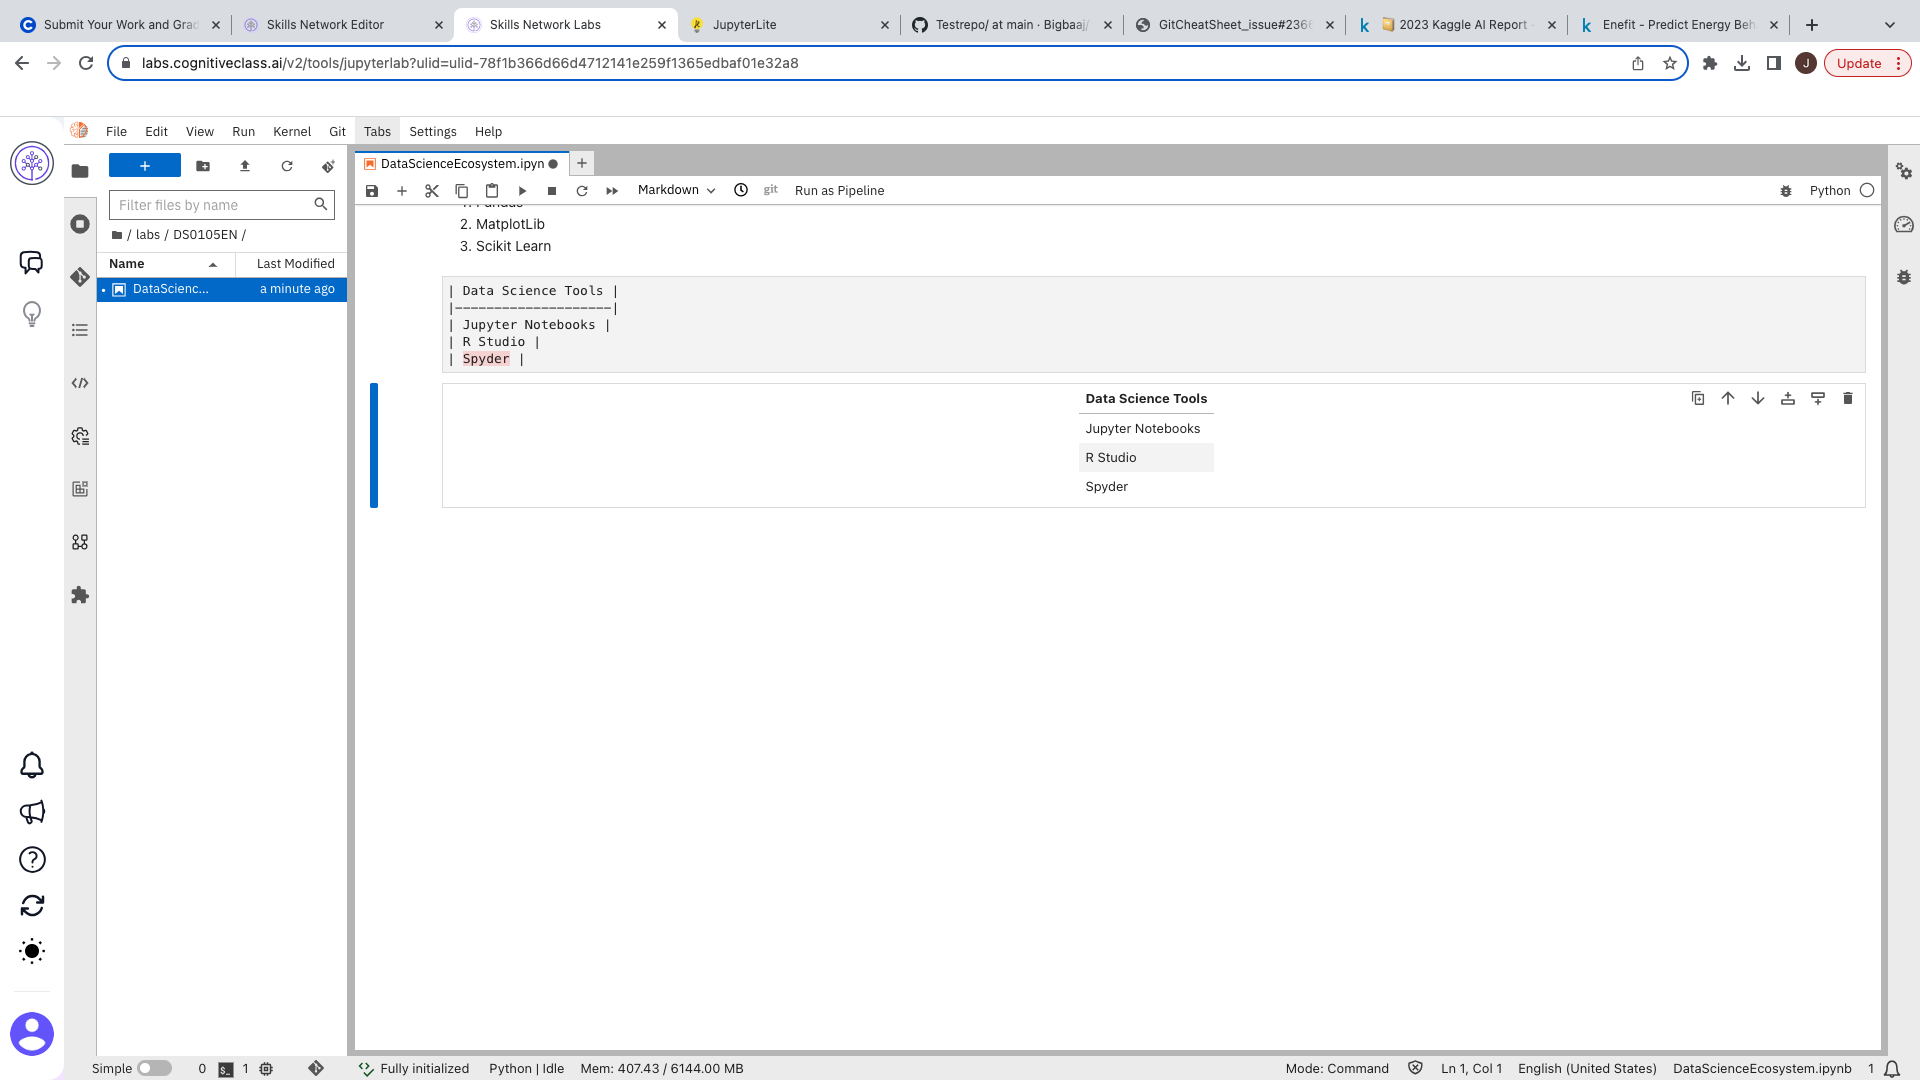 Submit Your Work and Grad
Skills Network Editor
Skills Network Labs
JupyterLite
Testrepo/ at main · Bigbaaj/
GitCheatSheet_issue#236
2023 Kaggle AI Report -
Enefit - Predict Energy Beh
labs.cognitiveclass.ai/v2/tools/jupyterlab?ulid=ulid-78f1b366d66d4712141e259f1365edbaf01e32a8
J
Update
File Edit View Run Kernel Git Tabs Settings Help
DataScienceEcosystem.ipyn
Markdown
git
Run as Pipeline
Python
Filter files by name
/ labs / DS0105EN /
Name
Last Modified
DataScienc...
a minute ago
1. Pandas
2. MatplotLib
3. Scikit Learn
| Data Science Tools |
|--------------------|
| Jupyter Notebooks |
| R Studio |
| Spyder |
Data Science Tools
Jupyter Notebooks
R Studio
Spyder
Simple
0
1
Fully initialized
Python | Idle
Mem: 407.43 / 6144.00 MB
Mode: Command
Ln 1, Col 1
English (United States)
DataScienceEcosystem.ipynb
1